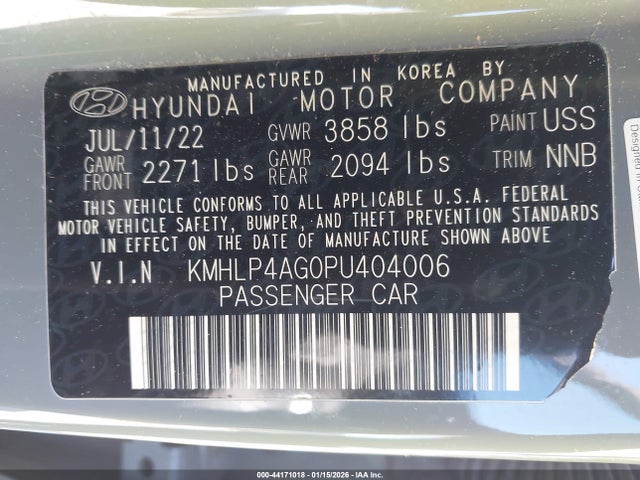 MANUFACTURED IN KOREA BY
HYUNDAI MOTOR COMPANY
JUL/11/22 GVWR 3858 lbs PAINT USS
GAWR FRONT 2271 lbs GAWR REAR 2094 lbs TRIM NNB
THIS VEHICLE CONFORMS TO ALL APPLICABLE U.S.A. FEDERAL
MOTOR VEHICLE SAFETY, BUMPER, AND THEFT PREVENTION STANDARDS
IN EFFECT ON THE DATE OF MANUFACTURE SHOWN ABOVE.
V.I.N KMHLP4AG0PU404006
PASSENGER CAR
Designed in
000-44171018 - 01/15/2026 - IAA Inc.